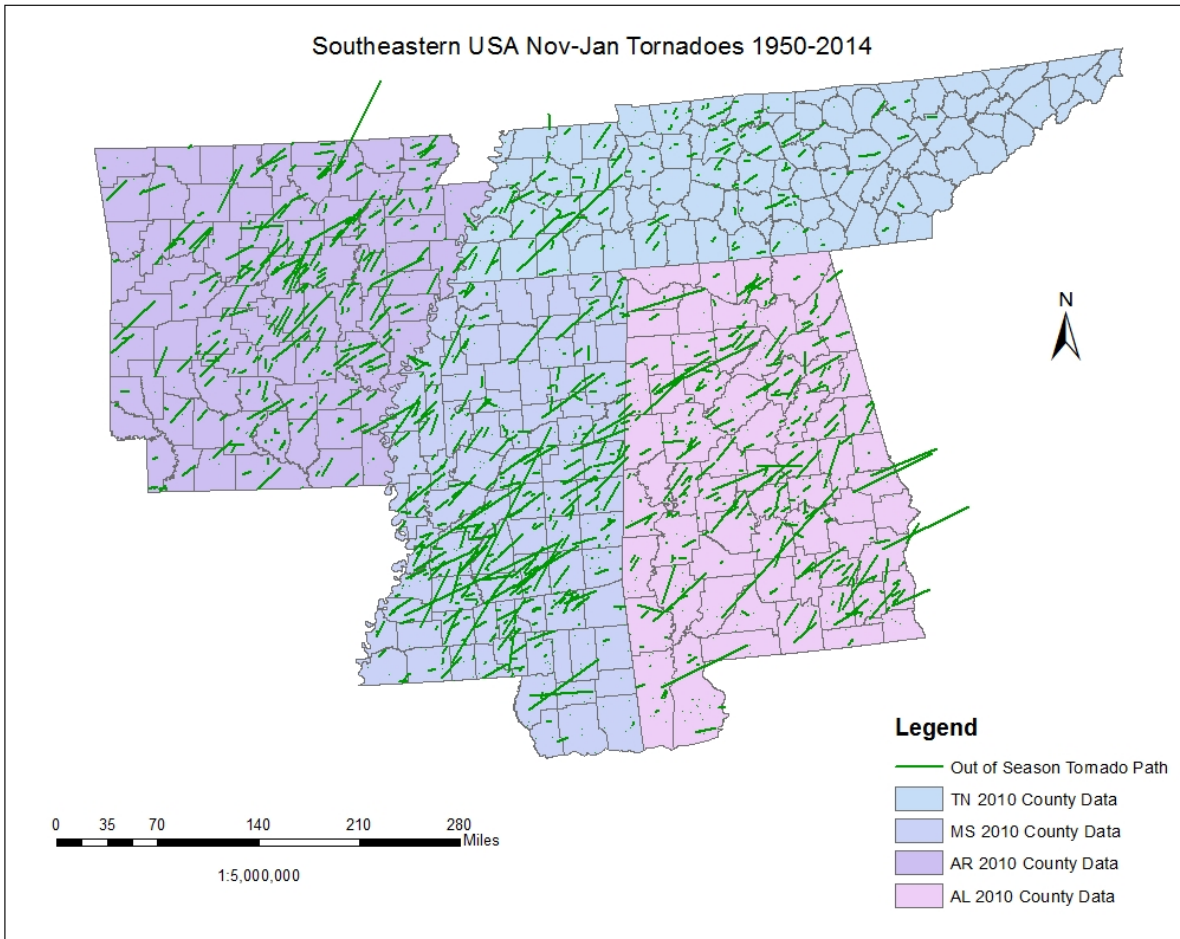 Southeastern USA Nov-Jan Tornadoes 1950-2014
N
Legend
Out of Season Tornado Path
TN 2010 County Data
MS 2010 County Data
AR 2010 County Data
AL 2010 County Data
0 35 70 140 210 280
Miles
1:5,000,000